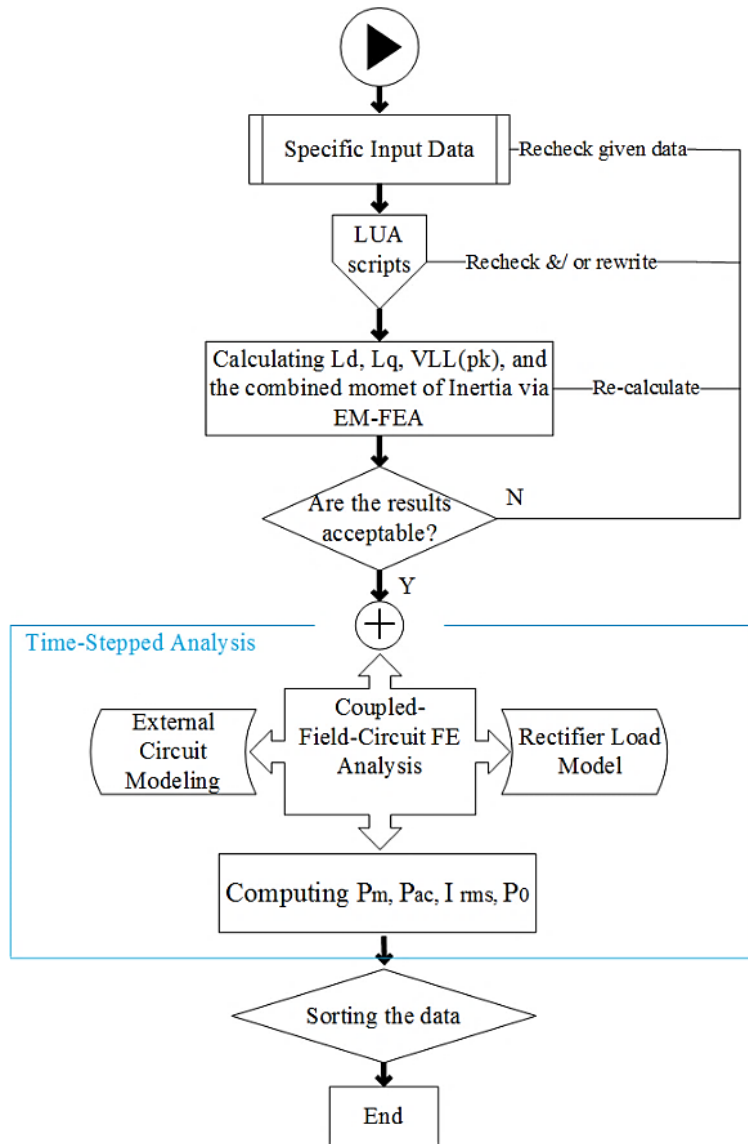 Specific Input Data
Recheck given data
LUA
scripts
Recheck &/ or rewrite
Calculating Ld, Lq, VLL(pk), and
the combined momet of Inertia via
EM-FEA
Re-calculate
Are the results
acceptable?
N
Y
Time-Stepped Analysis
External
Circuit
Modeling
Coupled-
Field-Circuit FE
Analysis
Rectifier Load
Model
Computing Pm, Pac, I rms, P0
Sorting the data
End